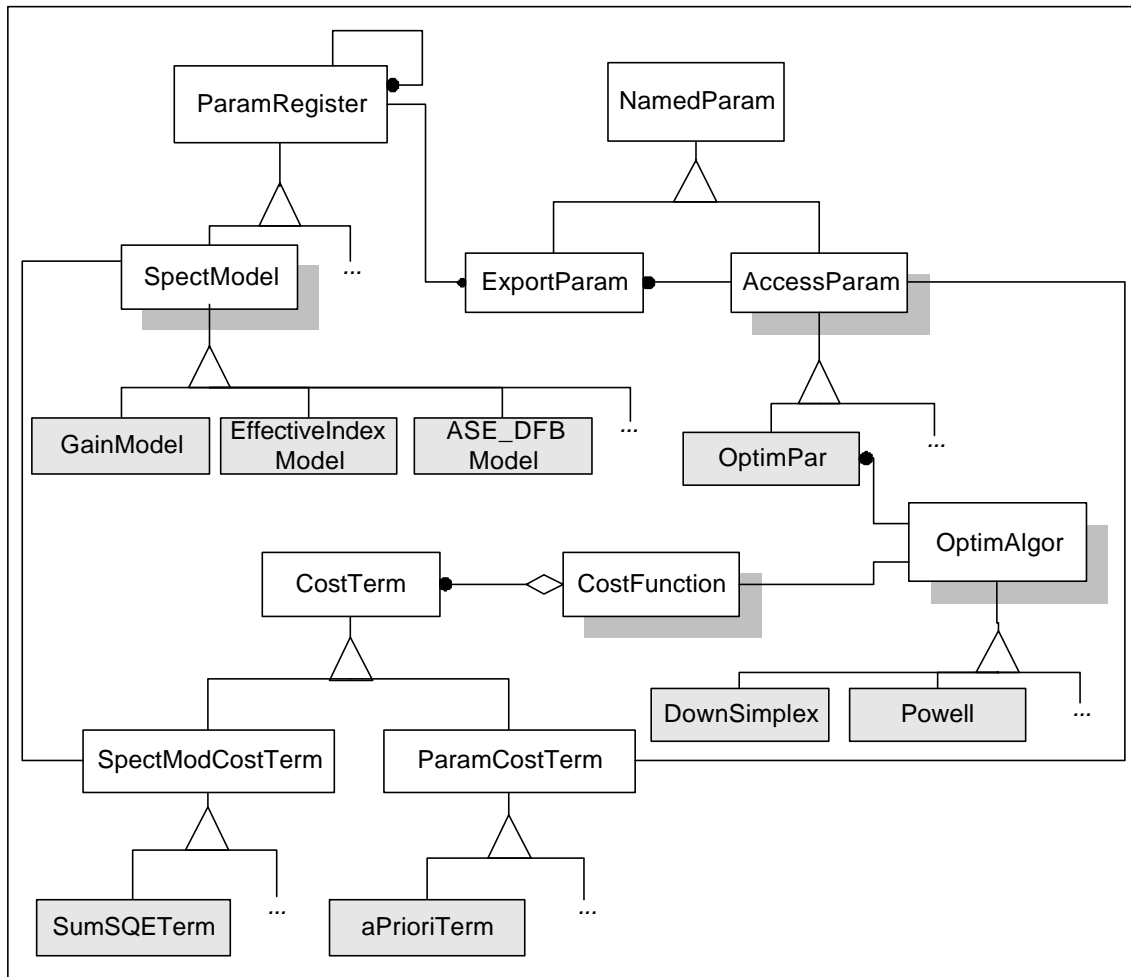 ParamRegister
NamedParam
SpectModel
...
ExportParam
AccessParam
GainModel
EffectiveIndex
Model
ASE_DFB
Model
...
OptimPar
...
OptimAlgor
CostTerm
CostFunction
DownSimplex
Powell
...
SpectModCostTerm
ParamCostTerm
SumSQETerm
...
aPrioriTerm
...